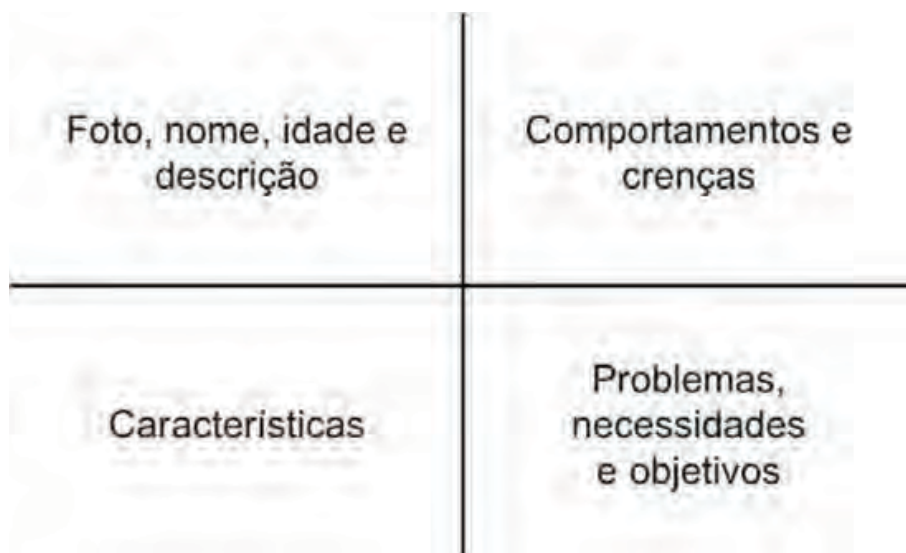 Foto, nome, idade e
descrição
Comportamentos e
crenças
Características
Problemas,
necessidades
e objetivos